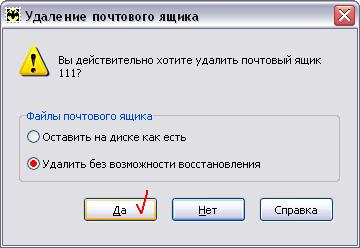 Удаление почтового ящика
Вы действительно хотите удалить почтовый ящик
111?
Файлы почтового ящика
Оставить на диске как есть
Удалить без возможности восстановления
Да
Нет
Справка